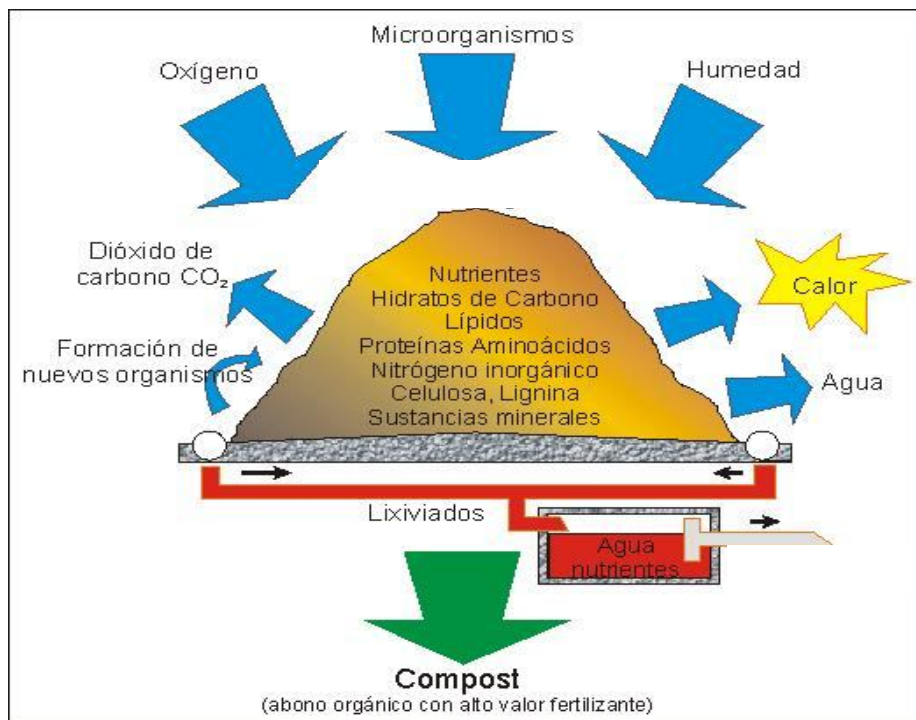 Microorganismos
Oxígeno
Humedad
Dióxido de
carbono CO₂
Calor
Formación de
nuevos organismos
Agua
Nutrientes
Hidratos de Carbono
Lípidos
Proteínas Aminoácidos
Nitrógeno inorgánico
Celulosa, Lignina
Sustancias minerales
Lixiviados
Agua
nutrientes
Compost
(abono orgánico con alto valor fertilizante)